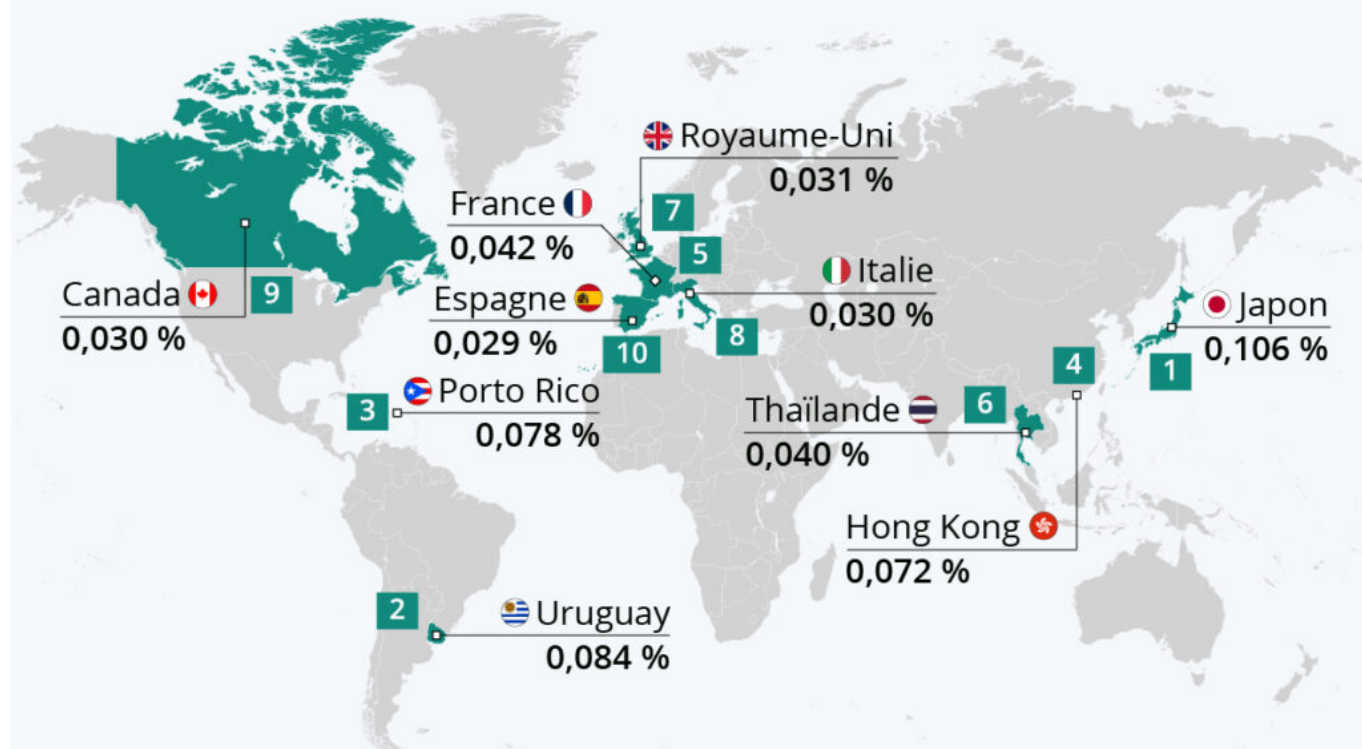 Royaume-Uni
0,031 %
7
France
0,042 %
5
Italie
0,030 %
8
Canada
0,030 %
9
Espagne
0,029 %
10
Japon
0,106 %
1
4
Porto Rico
0,078 %
3
Thaïlande
0,040 %
6
Hong Kong
0,072 %
2
Uruguay
0,084 %